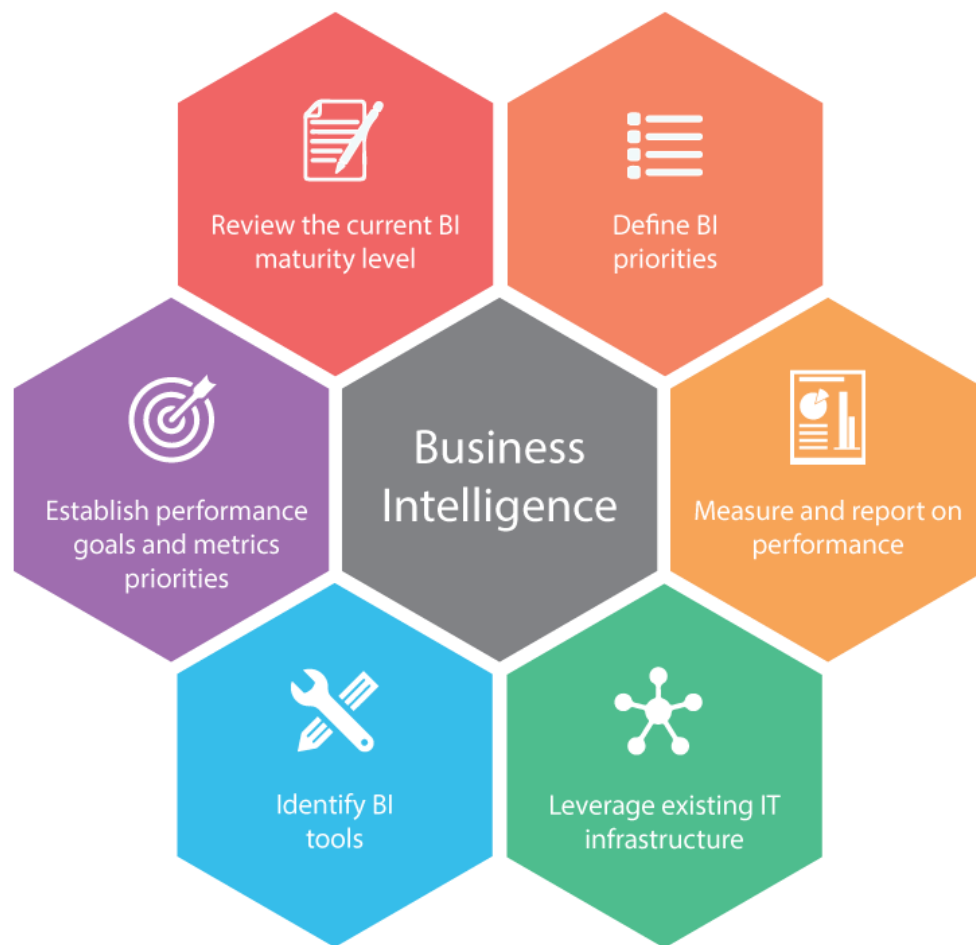 Review the current BI
maturity level
Define BI
priorities
Establish performance
goals and metrics
priorities
Business
Intelligence
Measure and report on
performance
Identify BI
tools
Leverage existing IT
infrastructure